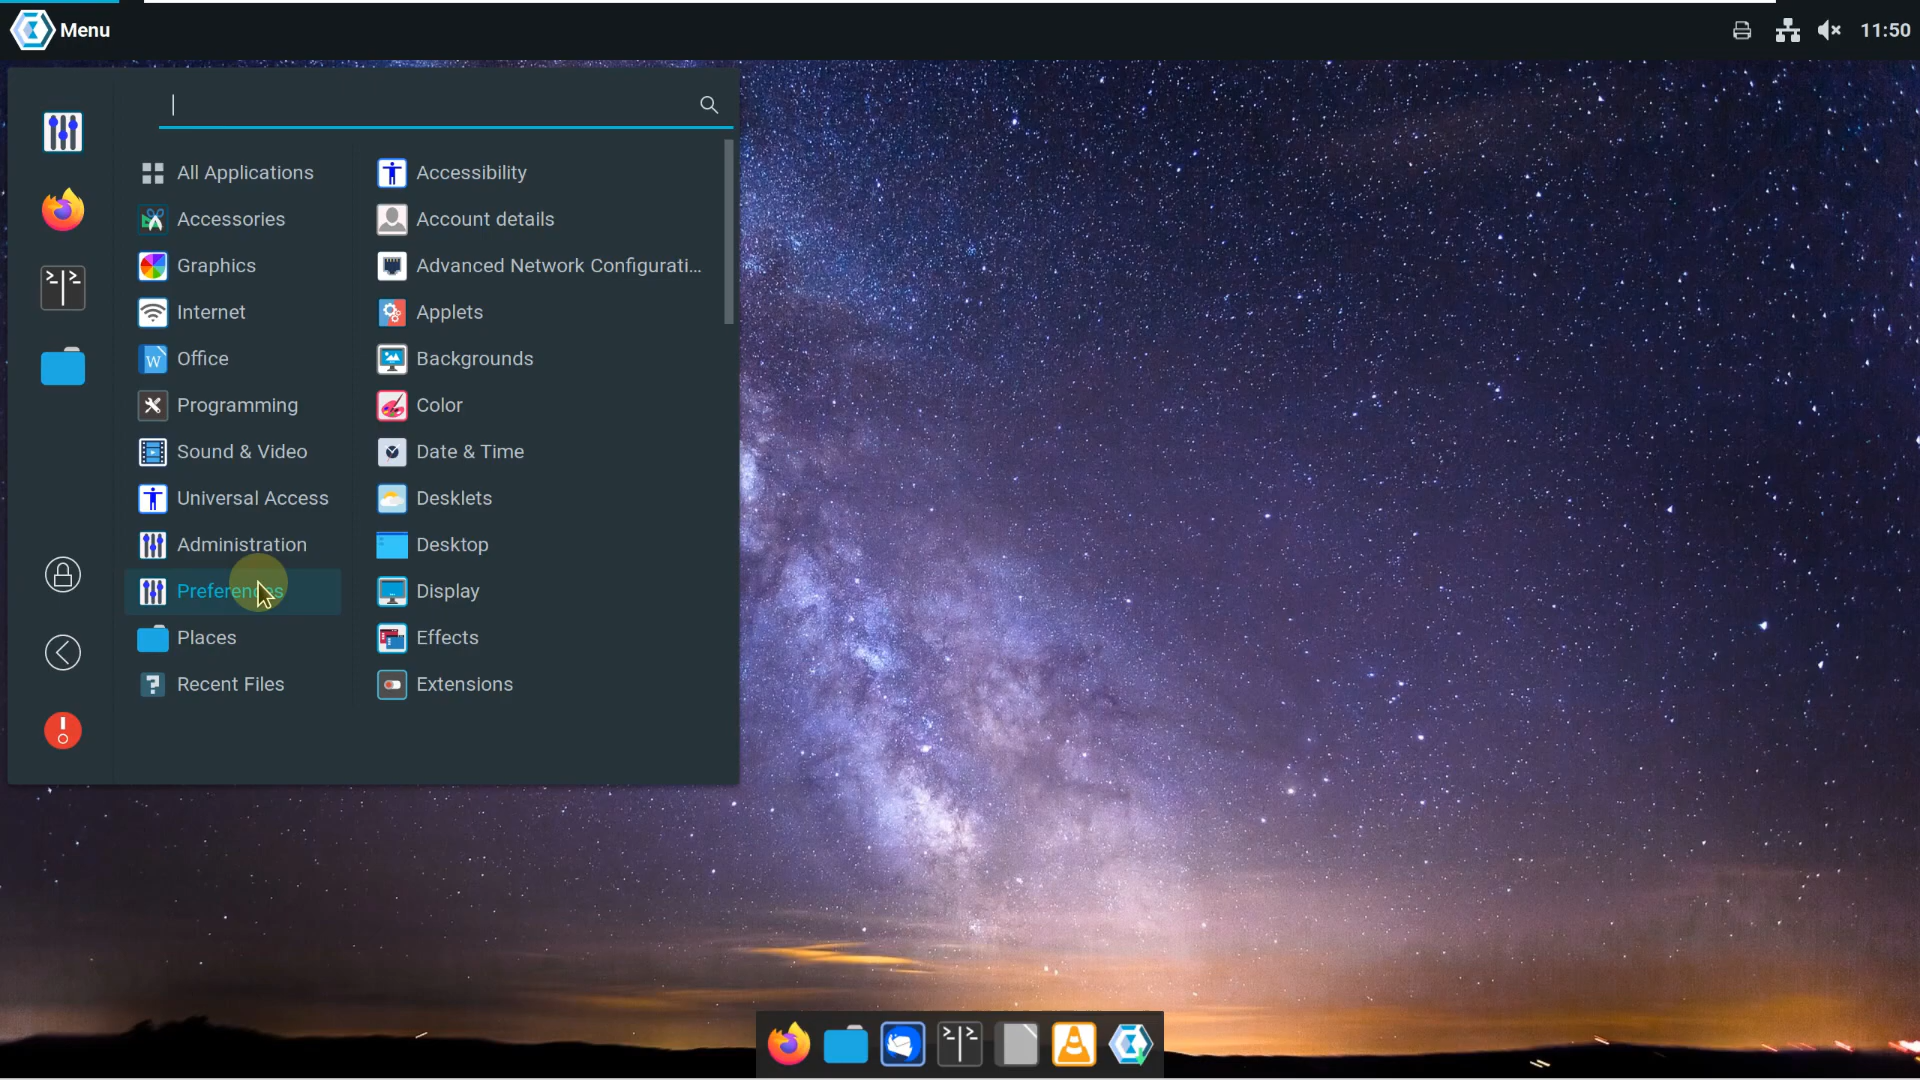 Menu
11:50
All Applications
Accessories
Graphics
Internet
Office
Programming
Sound & Video
Universal Access
Administration
Preferences
Places
Recent Files
Accessibility
Account details
Advanced Network Configurati...
Applets
Backgrounds
Color
Date & Time
Desklets
Desktop
Display
Effects
Extensions